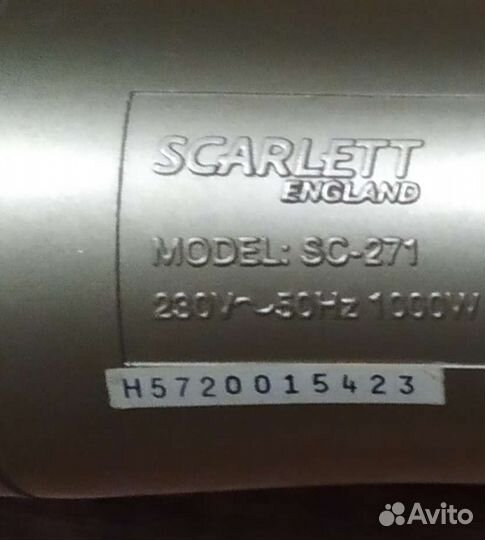 SCARLETT
ENGLAND
MODEL: SC-271
230V~50Hz 1000W
H5720015423
Avito